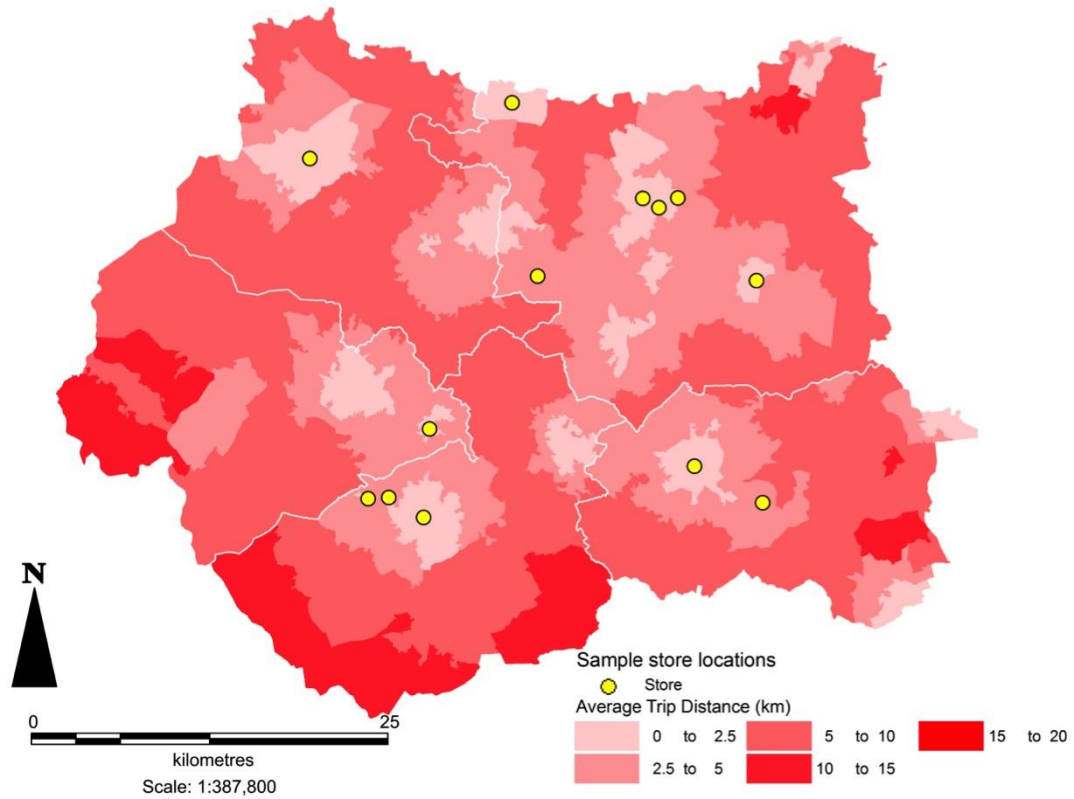 N
0 25
kilometres
Scale: 1:387,800
Sample store locations
Store
Average Trip Distance (km)
0 to 2.5 5 to 10 15 to 20
2.5 to 5 10 to 15